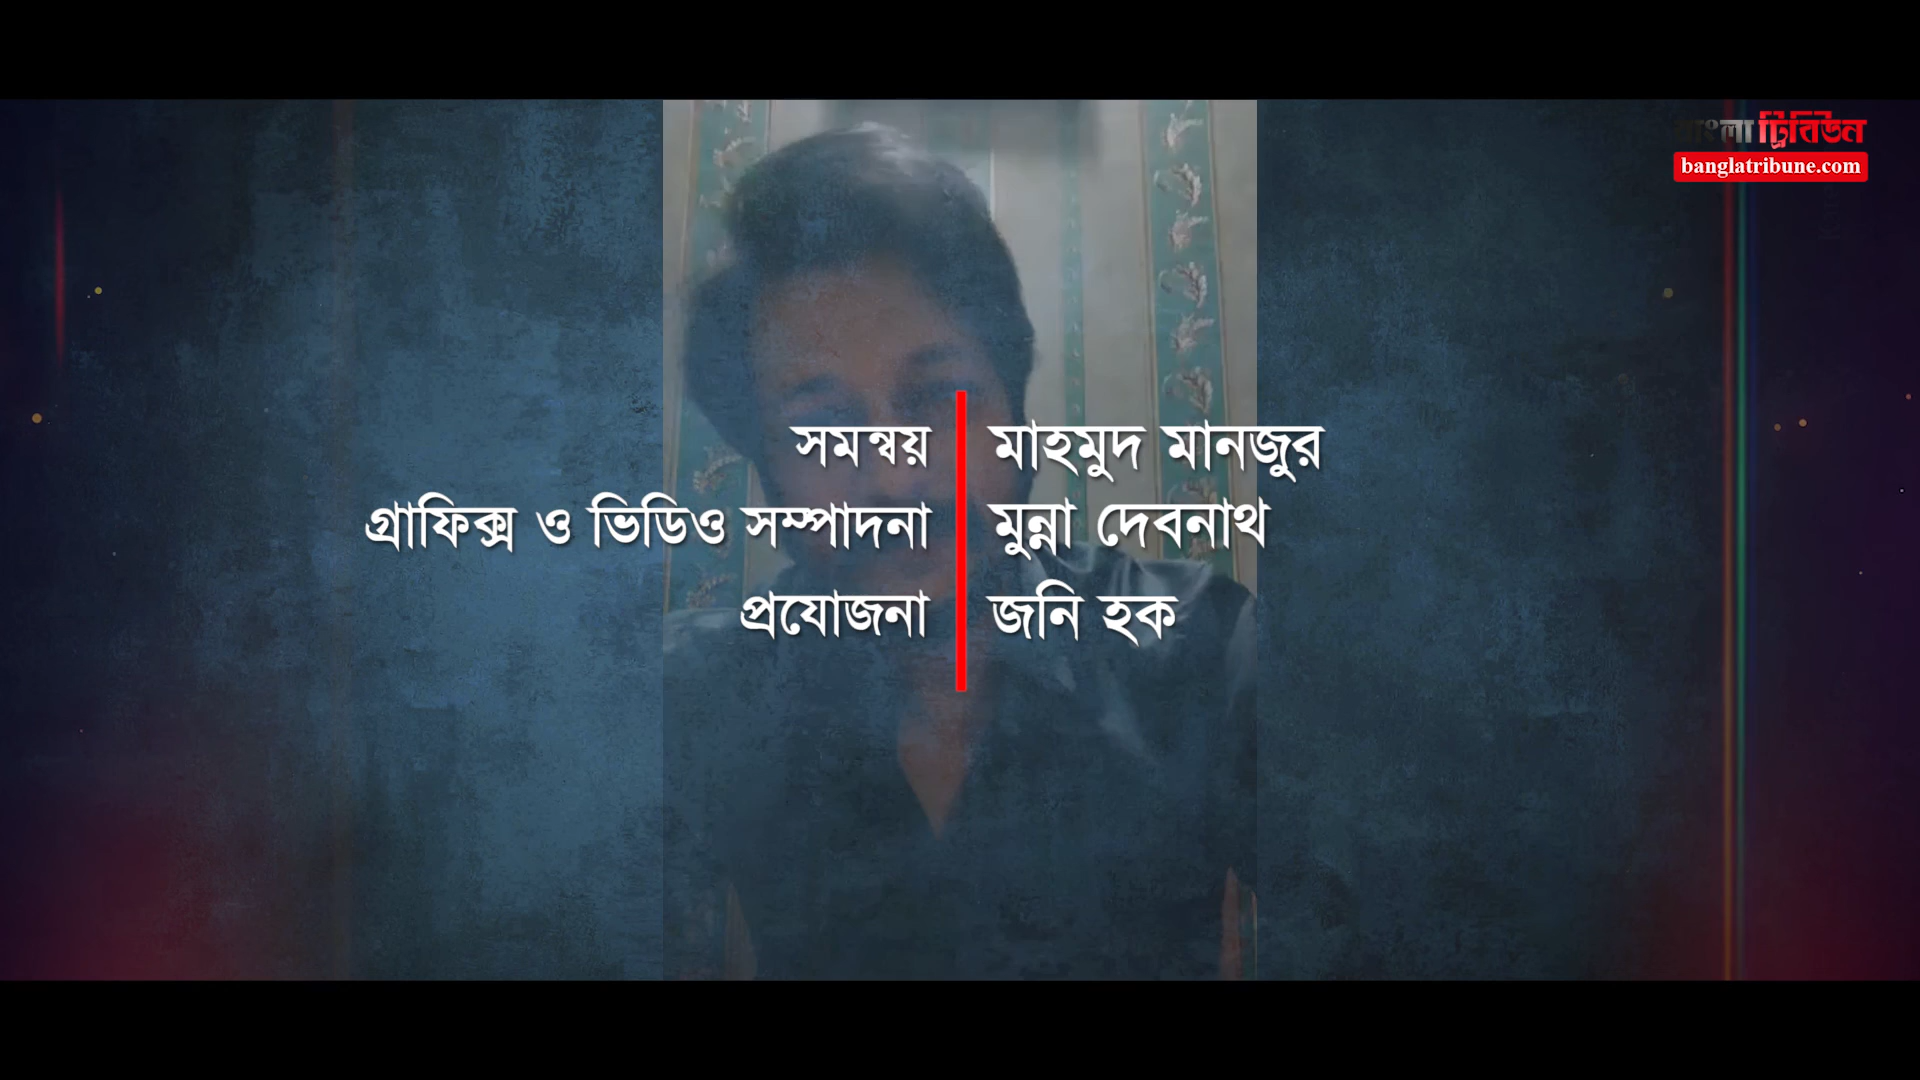 বাংলা ট্রিবিউন
banglatribune.com
সমন্বয় মাহমুদ মানজুর
গ্রাফিক্স ও ভিডিও সম্পাদনা মুন্না দেবনাথ
প্রযোজনা জনি হক